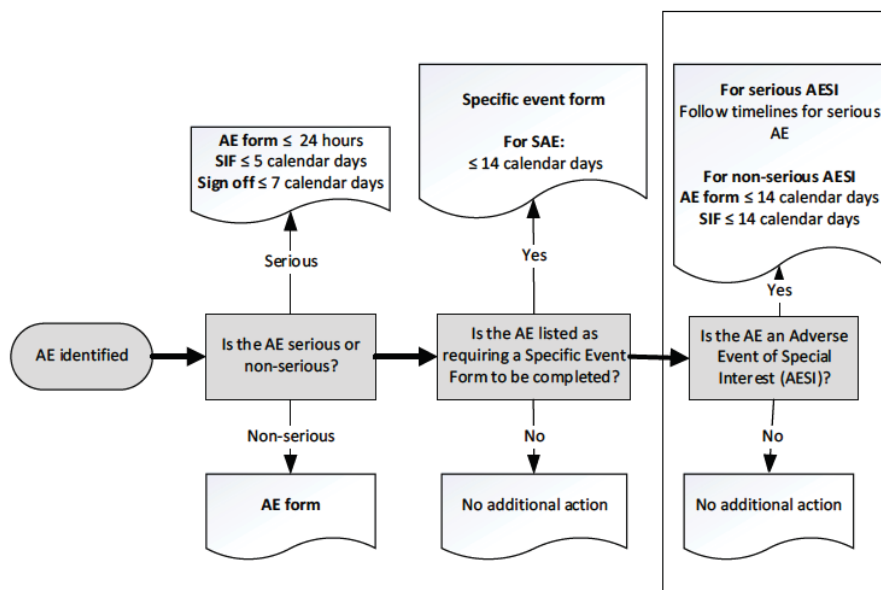 AE identified
AE form ≤ 24 hours
SIF ≤ 5 calendar days
Sign off ≤ 7 calendar days
Serious
Is the AE serious or
non-serious?
Non-serious
AE form
Specific event form
For SAE:
≤ 14 calendar days
Yes
Is the AE listed as
requiring a Specific Event
Form to be completed?
No
No additional action
For serious AESI
Follow timelines for serious
AE
For non-serious AESI
AE form ≤ 14 calendar days
SIF ≤ 14 calendar days
Yes
Is the AE an Adverse
Event of Special
Interest (AESI)?
No
No additional action